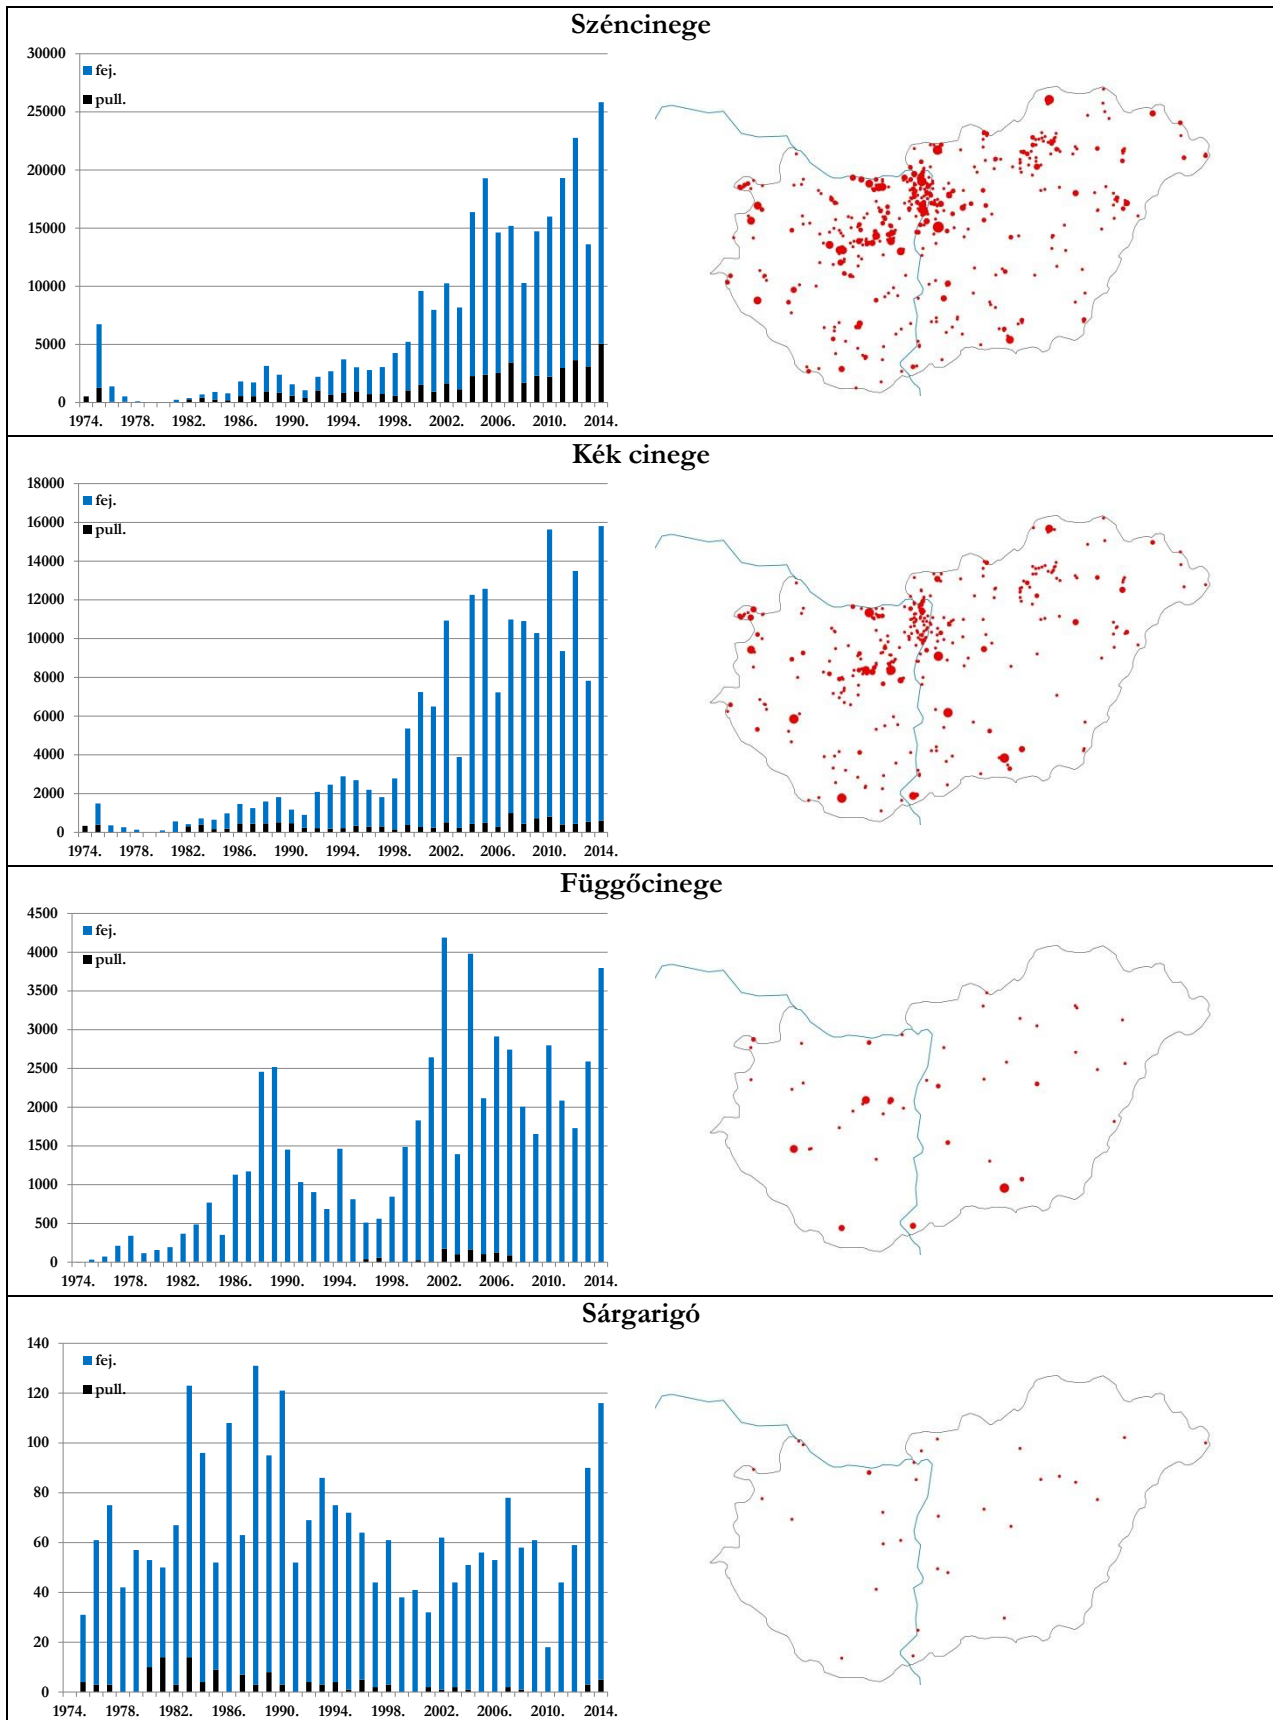 Széncinege
30000
25000
20000
15000
10000
5000
0
fej.
pull.
1974. 1978. 1982. 1986. 1990. 1994. 1998. 2002. 2006. 2010. 2014.
Kék cinege
18000
16000
14000
12000
10000
8000
6000
4000
2000
0
fej.
pull.
1974. 1978. 1982. 1986. 1990. 1994. 1998. 2002. 2006. 2010. 2014.
Függőcinege
4500
4000
3500
3000
2500
2000
1500
1000
500
0
fej.
pull.
1974. 1978. 1982. 1986. 1990. 1994. 1998. 2002. 2006. 2010. 2014.
Sárgarigó
140
120
100
80
60
40
20
0
fej.
pull.
1974. 1978. 1982. 1986. 1990. 1994. 1998. 2002. 2006. 2010. 2014.